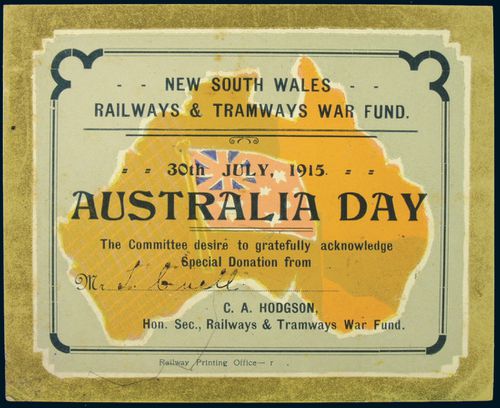 - - NEW SOUTH WALES - -
RAILWAYS & TRAMWAYS WAR FUND.
30th JULY, 1915.
AUSTRALIA DAY
The Committee desire to gratefully acknowledge
Special Donation from
Mr
C. A. HODGSON,
Hon. Sec., Railways & Tramways War Fund.
Railway Printing Office